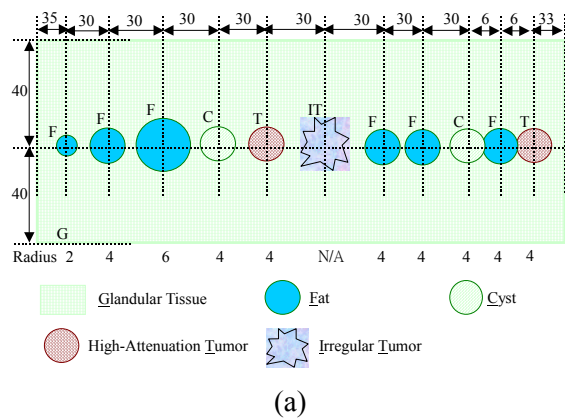 35 30 30 30 30 30 30 30 30 6 6 33
40
F F F C T IT F F C F T
40
G
Radius 2 4 6 4 4 N/A 4 4 4 4 4
Glandular Tissue Fat Cyst
High-Attenuation Tumor Irregular Tumor
(a)